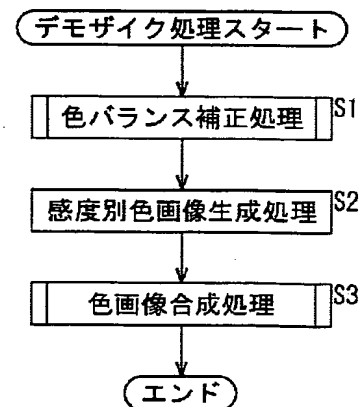 デモザイク処理スタート
色バランス補正処理 S1
感度別色画像生成処理 S2
色画像合成処理 S3
エンド